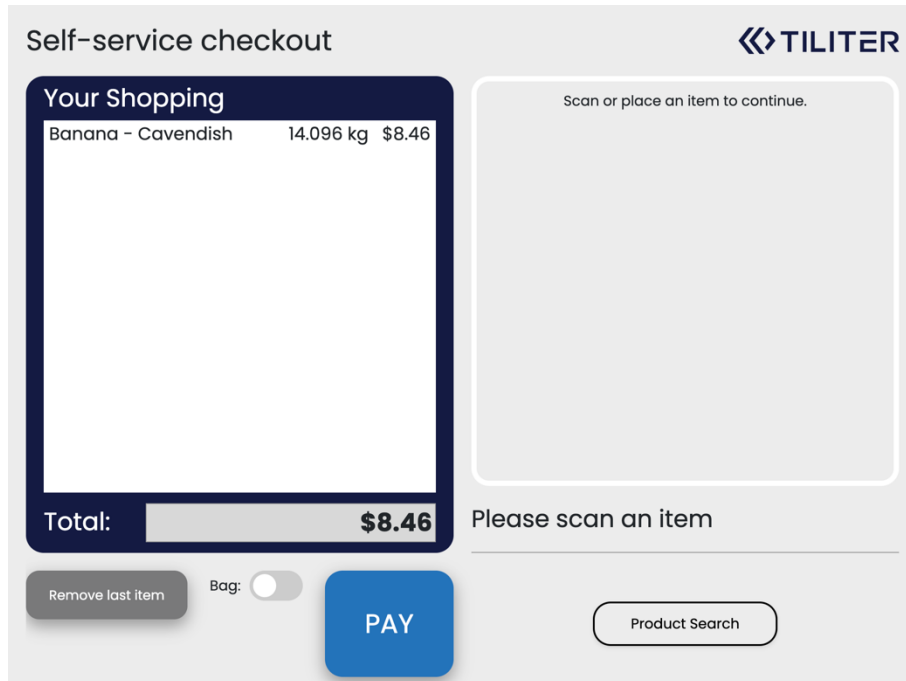 Self-service checkout
TILITER
Your Shopping
Banana - Cavendish 14.096 kg $8.46
Total: $8.46
Remove last item
Bag:
PAY
Scan or place an item to continue.
Please scan an item
Product Search